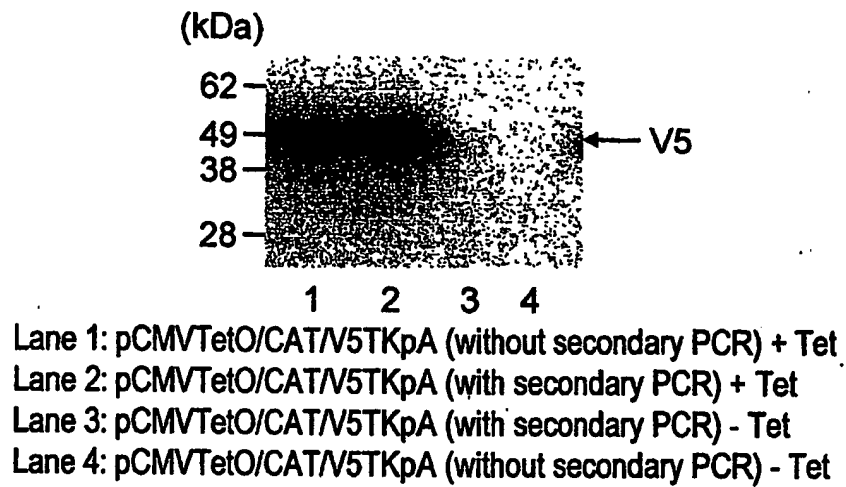 (kDa)
62
49
38
28
V5
1 2 3 4
Lane 1: pCMVTetO/CAT/V5TKpA (without secondary PCR) + Tet
Lane 2: pCMVTetO/CAT/V5TKpA (with secondary PCR) + Tet
Lane 3: pCMVTetO/CAT/V5TKpA (with secondary PCR) - Tet
Lane 4: pCMVTetO/CAT/V5TKpA (without secondary PCR) - Tet